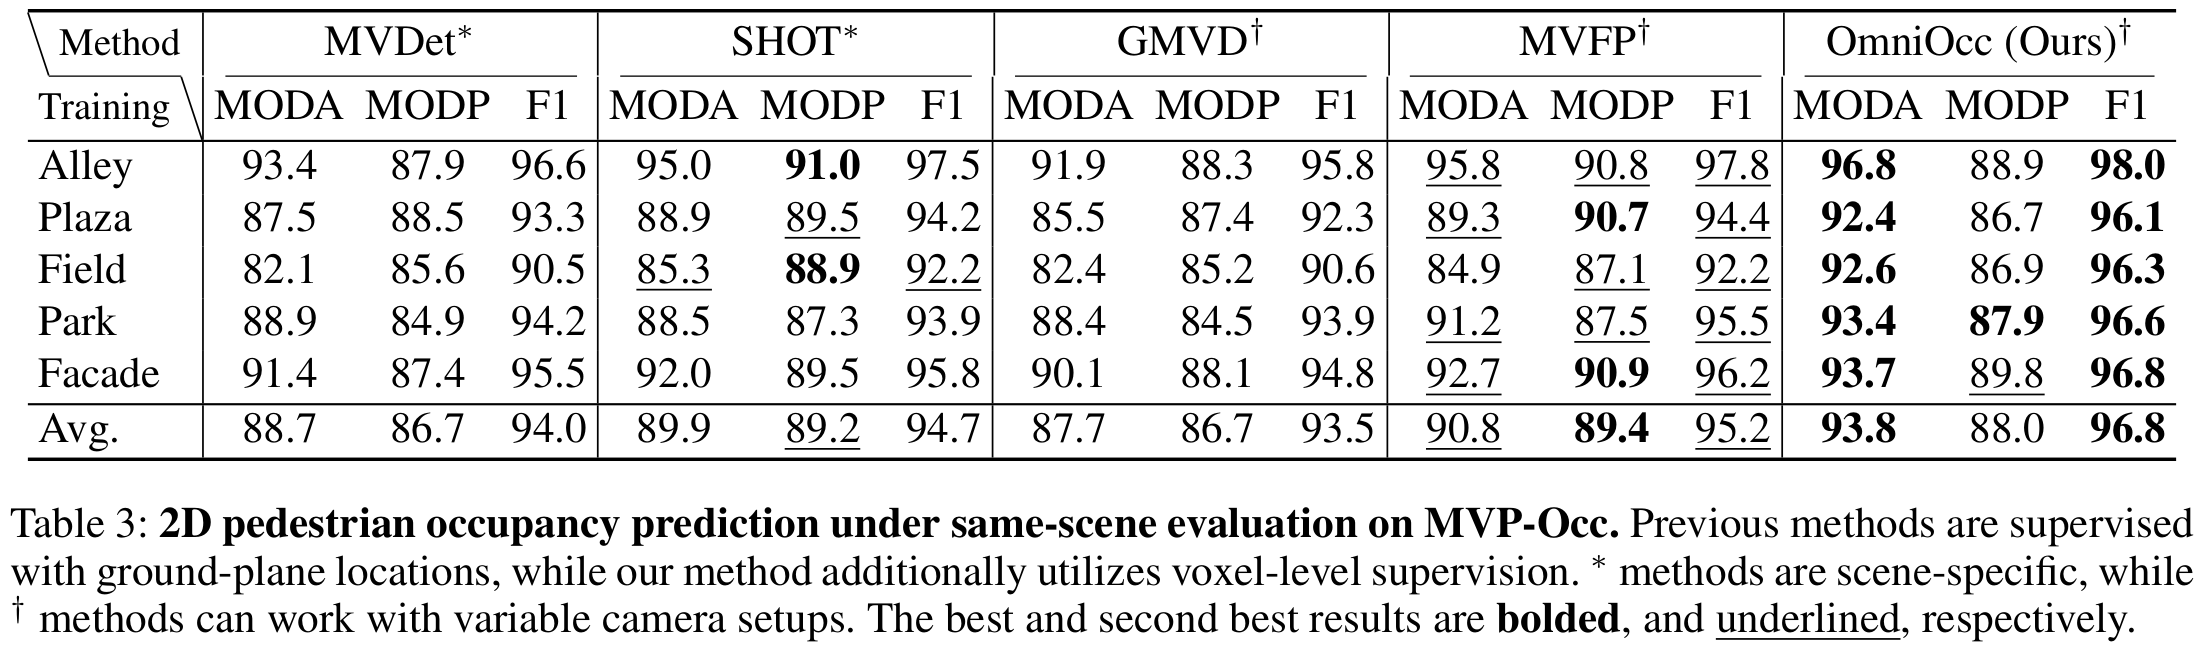 Method MVDet* SHOT* GMVD† MVFP† OmniOcc (Ours)†
Training MODA MODP F1 MODA MODP F1 MODA MODP F1 MODA MODP F1 MODA MODP F1
Alley 93.4 87.9 96.6 95.0 91.0 97.5 91.9 88.3 95.8 95.8 90.8 97.8 96.8 88.9 98.0
Plaza 87.5 88.5 93.3 88.9 89.5 94.2 85.5 87.4 92.3 89.3 90.7 94.4 92.4 86.7 96.1
Field 82.1 85.6 90.5 85.3 88.9 92.2 82.4 85.2 90.6 84.9 87.1 92.2 92.6 86.9 96.3
Park 88.9 84.9 94.2 88.5 87.3 93.9 88.4 84.5 93.9 91.2 87.5 95.5 93.4 87.9 96.6
Facade 91.4 87.4 95.5 92.0 89.5 95.8 90.1 88.1 94.8 92.7 90.9 96.2 93.7 89.8 96.8
Avg. 88.7 86.7 94.0 89.9 89.2 94.7 87.7 86.7 93.5 90.8 89.4 95.2 93.8 88.0 96.8
Table 3: 2D pedestrian occupancy prediction under same-scene evaluation on MVP-Occ. Previous methods are supervised
with ground-plane locations, while our method additionally utilizes voxel-level supervision. * methods are scene-specific, while
† methods can work with variable camera setups. The best and second best results are bolded, and underlined, respectively.